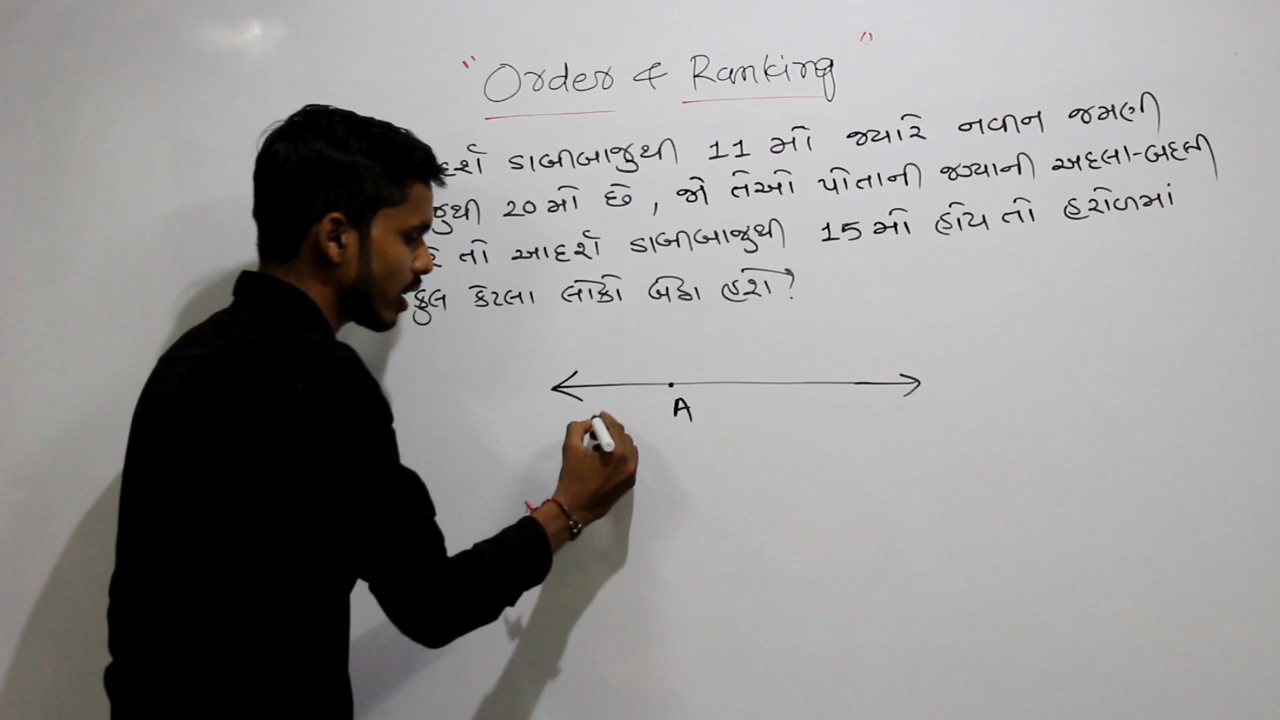 "Order & Ranking"
ડાબીબાજુથી 11 મો જ્યારે નવીન જમણી
20 મો છે, જો તેઓ પોતાની જગ્યાની અદલા-બદલી
તો આદર્શ ડાબીબાજુથી 15 મો હોય તો હરોળમાં
કુલ કેટલા લોકો બેઠા હશે?
A